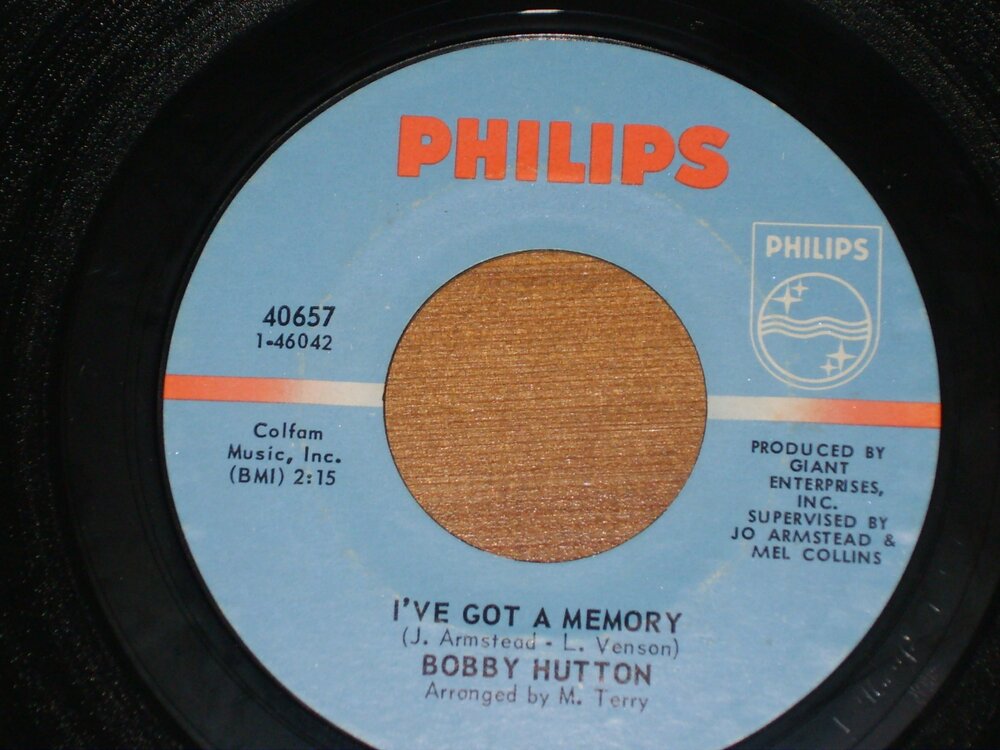 PHILIPS
PHILIPS
40657
1-46042
Colfam
Music, Inc.
(BMI) 2:15
PRODUCED BY
GIANT
ENTERPRISES,
INC.
SUPERVISED BY
JO ARMSTEAD &
MEL COLLINS
I'VE GOT A MEMORY
(J. Armstead - L. Venson)
BOBBY HUTTON
Arranged by M. Terry